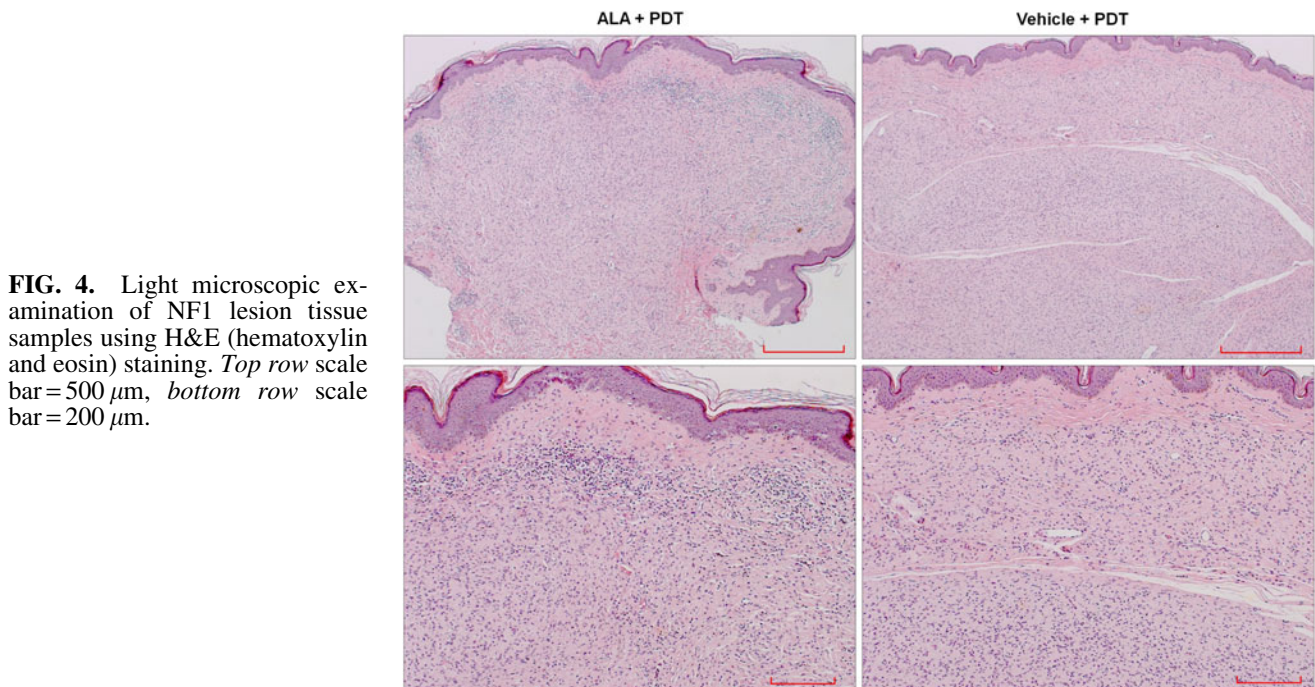 ALA + PDT
Vehicle + PDT
FIG. 4. Light microscopic ex-
amination of NF1 lesion tissue
samples using H&E (hematoxylin
and eosin) staining. Top row scale
bar = 500 μm, bottom row scale
bar = 200 μm.